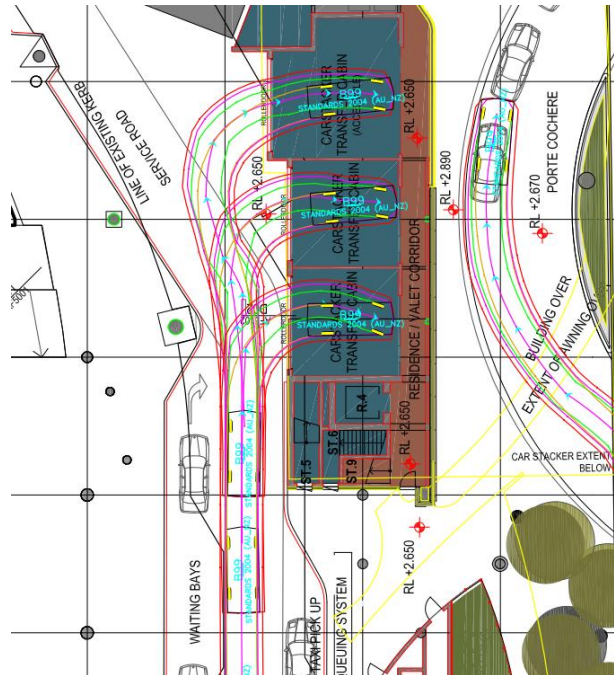 CAR STACKER
TRANSFER CABIN
(ACCESSIBLE)
B99
STANDARDS 2004 (AU_NZ)
ROLLERDOOR
RL +2.650
LINE OF EXISTING KERB
SERVICE ROAD
RL +2.650
CAR STACKER
TRANSFER CABIN
B99
STANDARDS 2004 (AU_NZ)
ROLLERDOOR
RL +2.890
RL +2.670
PORTE COCHERE
CAR STACKER
TRANSFER CABIN
B99
STANDARDS 2004 (AU_NZ)
ROLLERDOOR
RESIDENCE / VALET CORRIDOR
BUILDING OVER
EXTENT OF AWNING
R.4
ST.5
ST.6
ST.9
RL +2.650
CAR STACKER EXTENT
BELOW
B99
STANDARDS 2004 (AU_NZ)
B99
STANDARDS 2004 (AU_NZ)
RL +2.650
WAITING BAYS
TAXI PICK UP
QUEUING SYSTEM